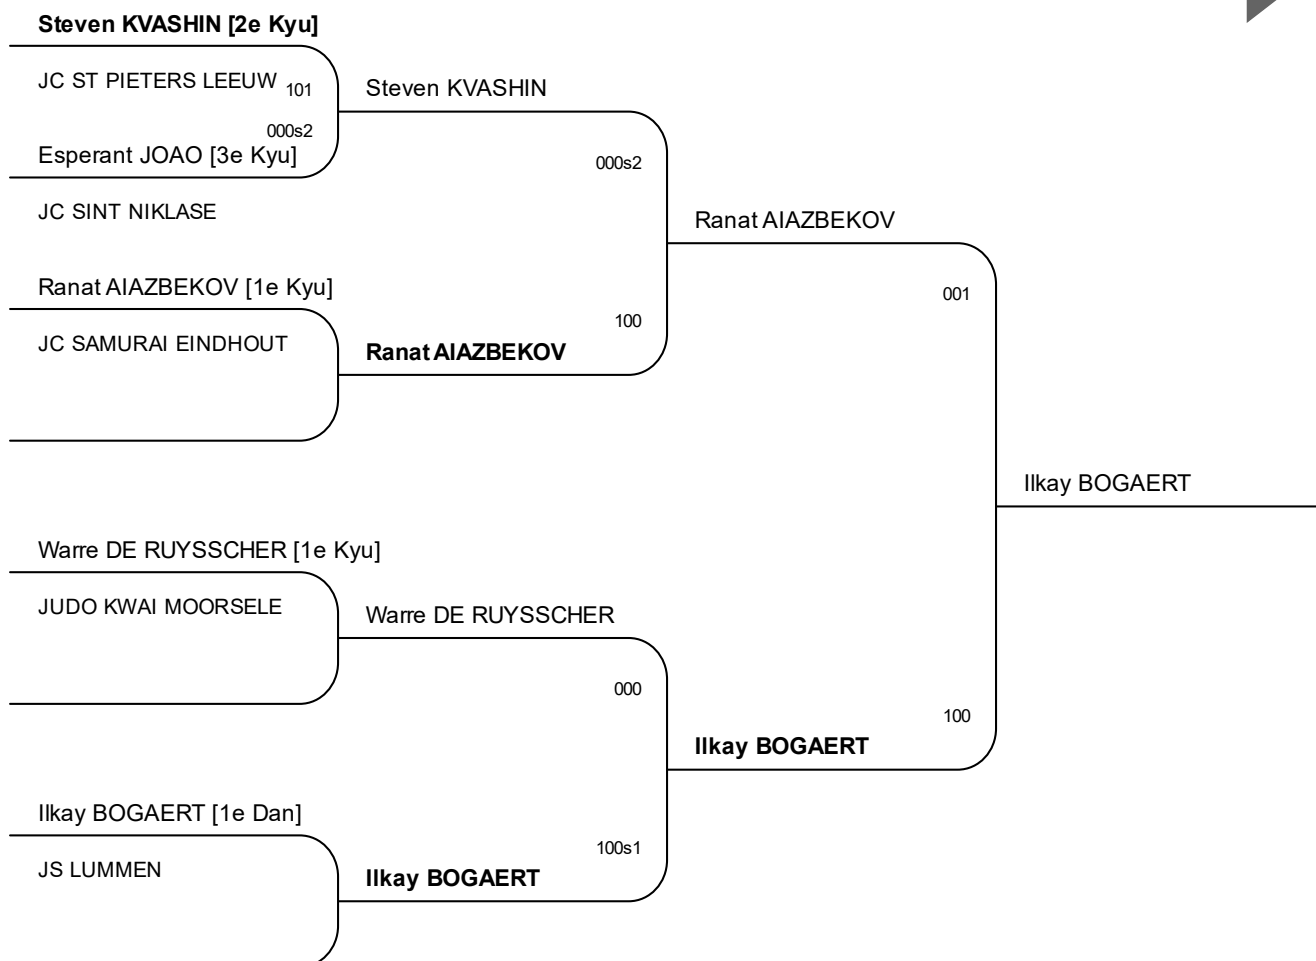 Steven KVASHIN [2e Kyu]
JC ST PIETERS LEEUW
101
Steven KVASHIN
000s2
Esperant JOAO [3e Kyu]
000s2
JC SINT NIKLASE
Ranat AIAZBEKOV
Ranat AIAZBEKOV [1e Kyu]
001
100
JC SAMURAI EINDHOUT
Ranat AIAZBEKOV
Ilkay BOGAERT
Warre DE RUYSSCHER [1e Kyu]
JUDO KWAI MOORSELE
Warre DE RUYSSCHER
000
100
Ilkay BOGAERT
Ilkay BOGAERT [1e Dan]
100s1
JS LUMMEN
Ilkay BOGAERT